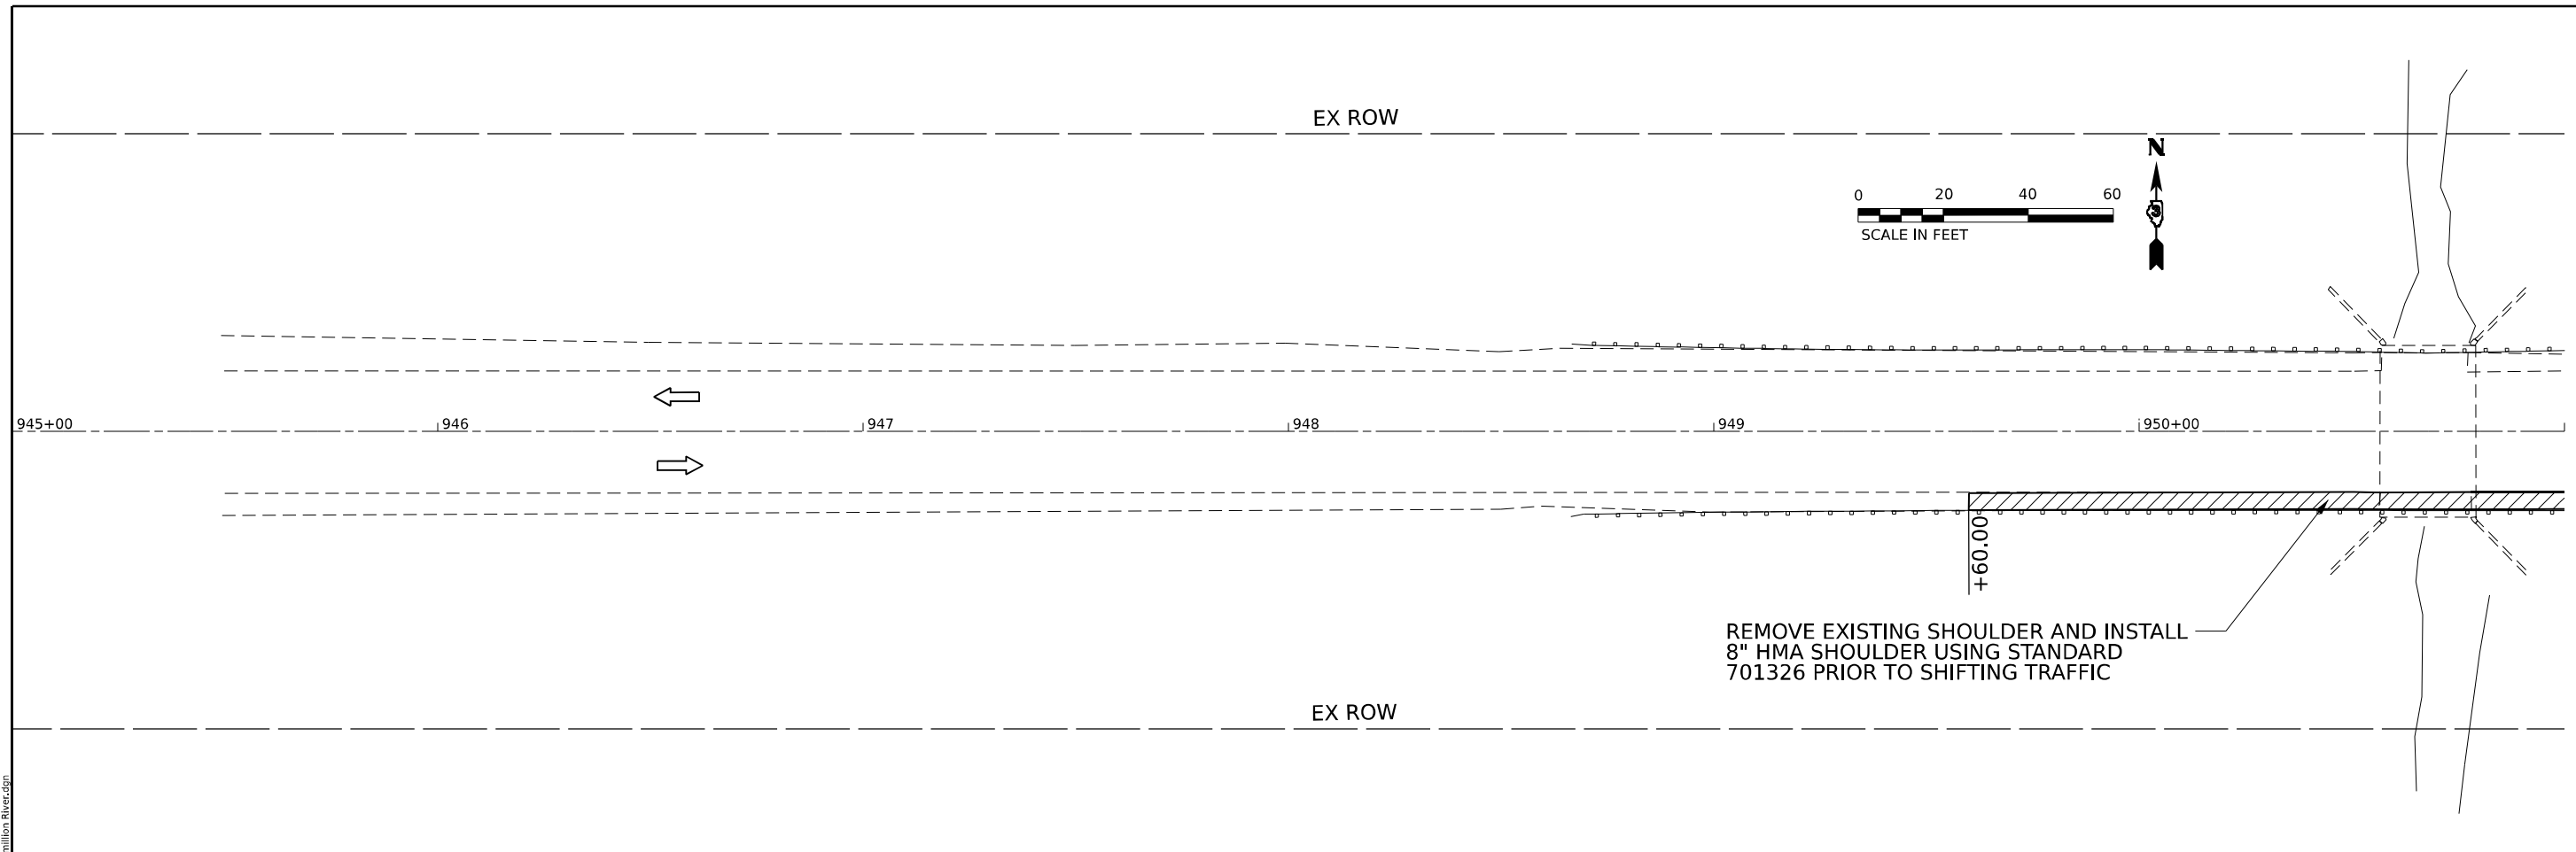 EX ROW
N
0 20 40 60
SCALE IN FEET
3
945+00 946 947 948 949 950+00
+60.00
REMOVE EXISTING SHOULDER AND INSTALL
8" HMA SHOULDER USING STANDARD
701326 PRIOR TO SHIFTING TRAFFIC
EX ROW
million River.dgn